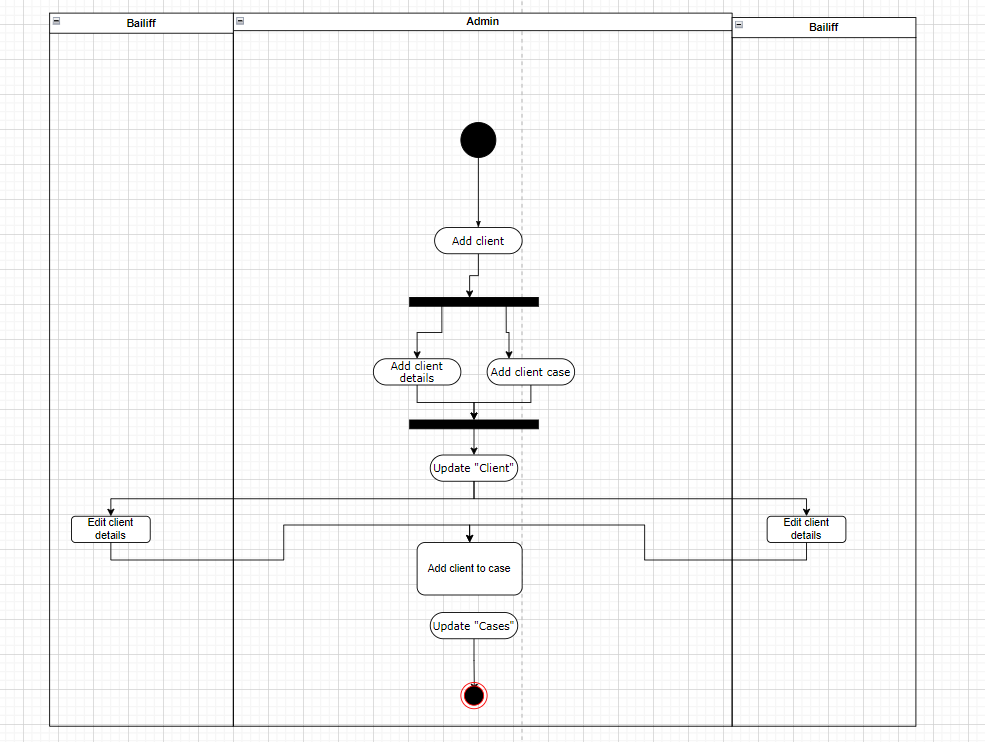 Bailiff
Admin
Bailiff
Add client
Add client
details
Add client case
Update "Client"
Edit client
details
Edit client
details
Add client to case
Update "Cases"